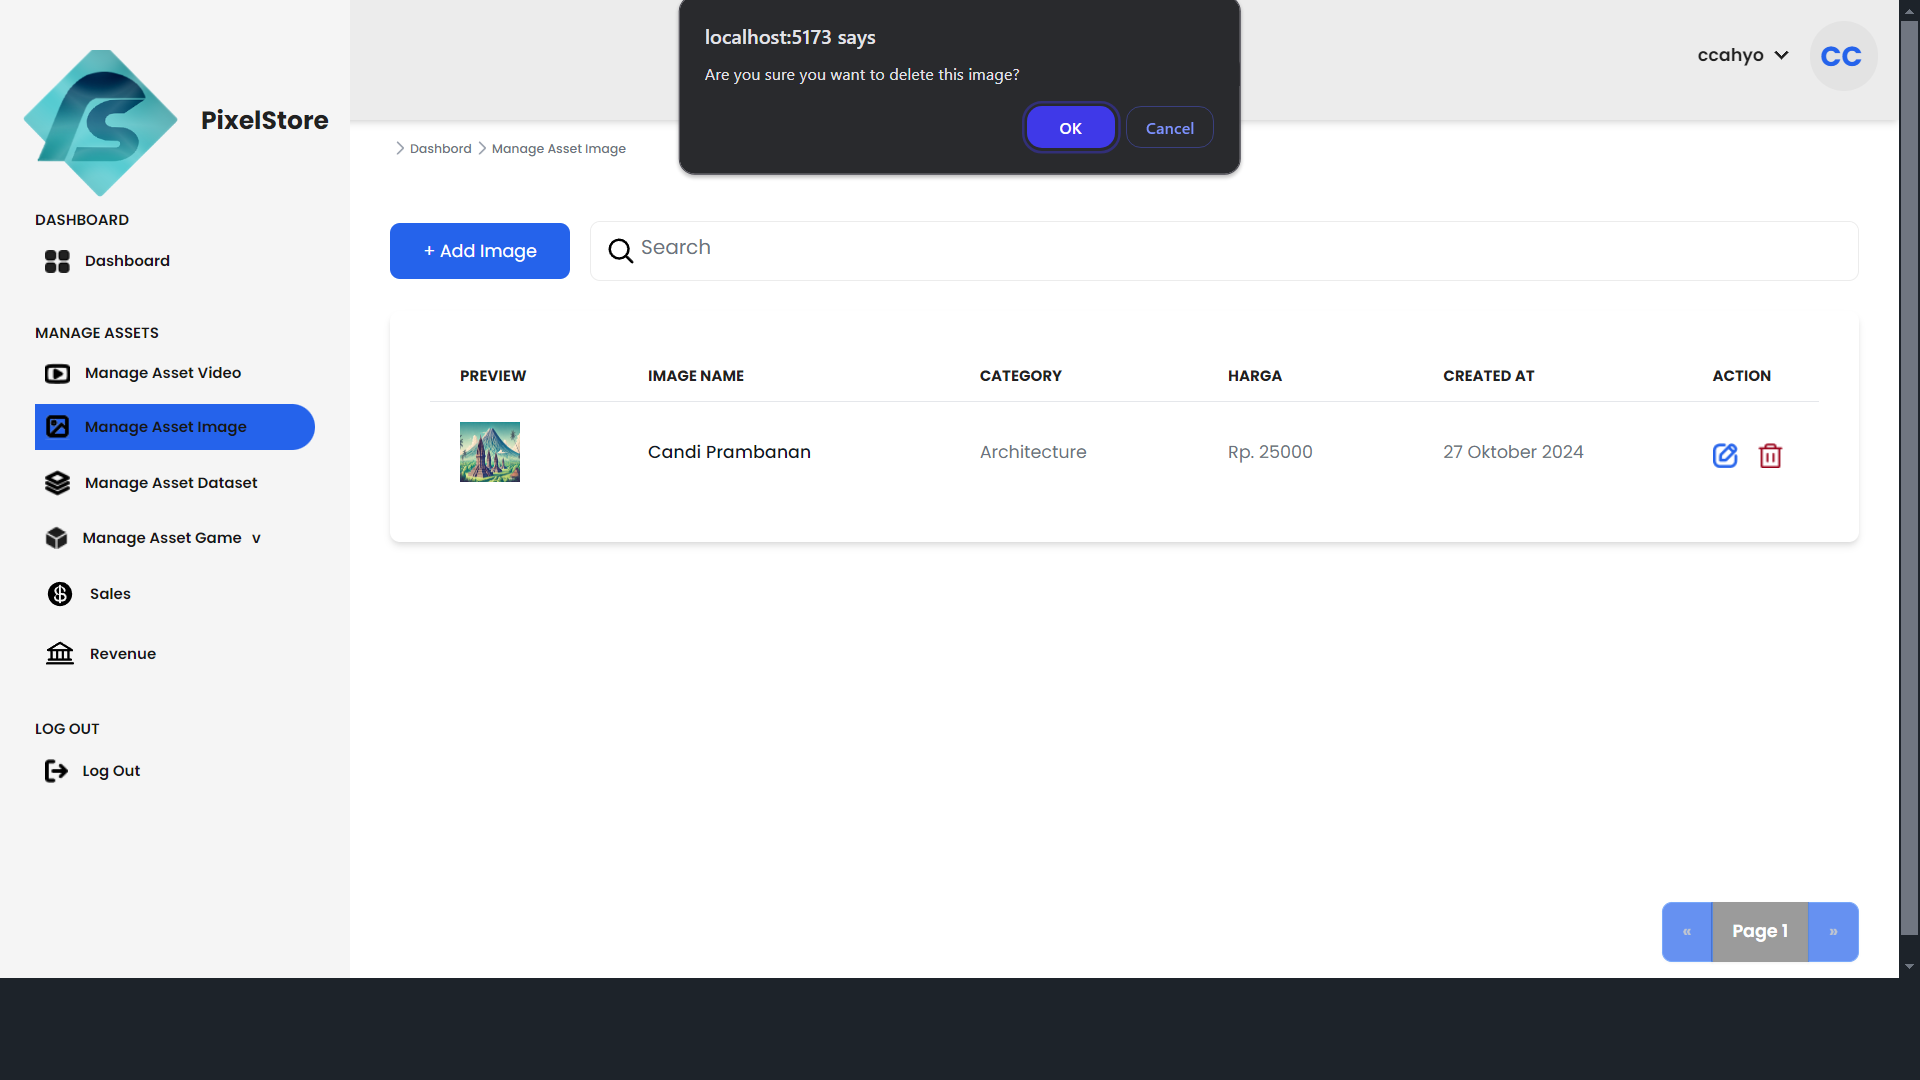 localhost:5173 says
Are you sure you want to delete this image?
OK
Cancel
ccahyo
CC
PixelStore
Dashbord
Manage Asset Image
DASHBOARD
Dashboard
MANAGE ASSETS
Manage Asset Video
Manage Asset Image
Manage Asset Dataset
Manage Asset Game v
Sales
Revenue
LOG OUT
Log Out
+ Add Image
Search
PREVIEW IMAGE NAME CATEGORY HARGA CREATED AT ACTION
Candi Prambanan Architecture Rp. 25000 27 Oktober 2024
« Page 1 »